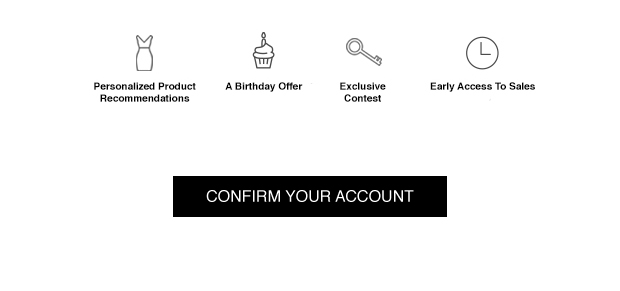 Personalized Product A Birthday Offer Exclusive Early Access To Sales
Recommendations Contest
CONFIRM YOUR ACCOUNT